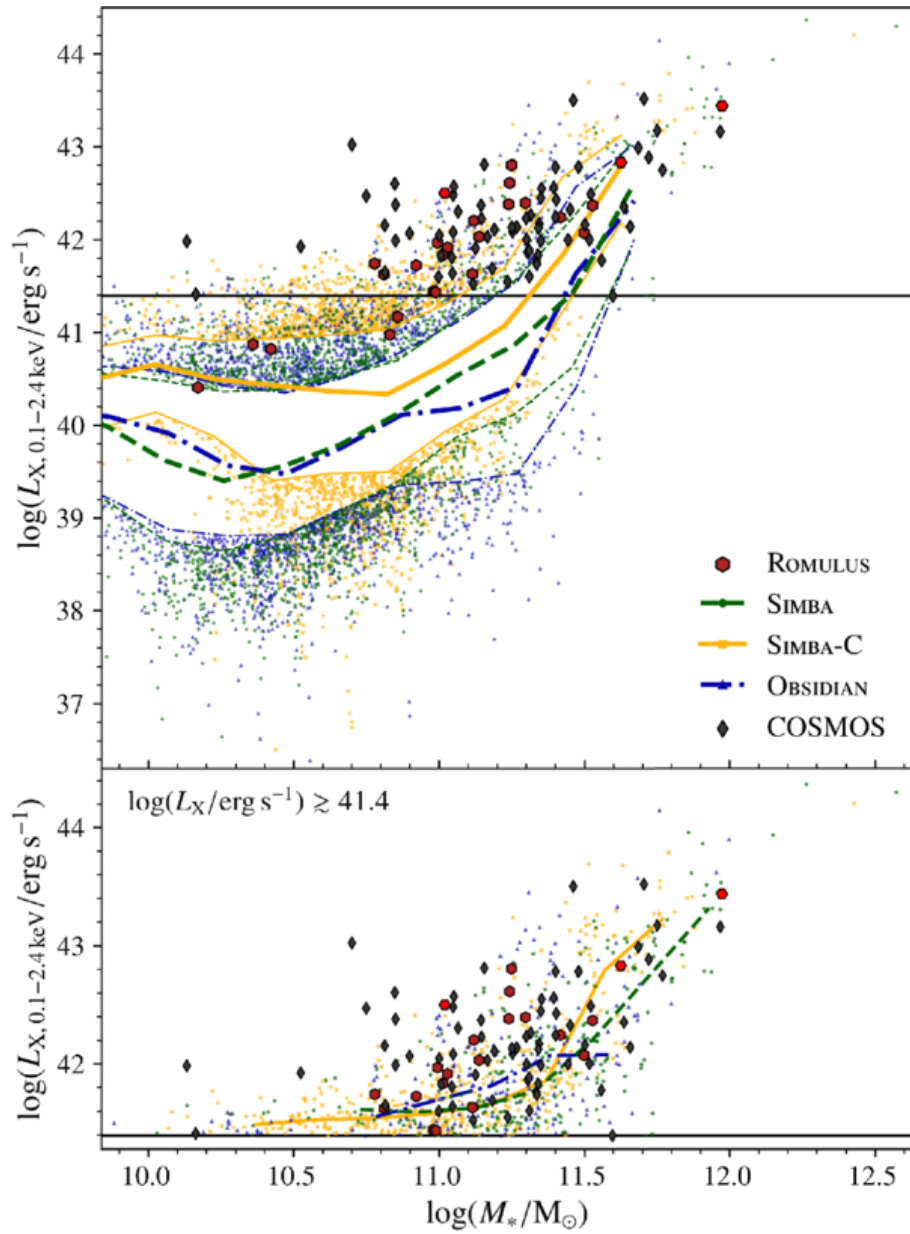 44
43
42
41
40
39
38
37
log(L_X, 0.1−2.4 keV/erg s⁻¹)
ROMULUS
SIMBA
SIMBA-C
OBSIDIAN
COSMOS
log(L_X/erg s⁻¹) ≳ 41.4
44
43
42
log(L_X, 0.1−2.4 keV/erg s⁻¹)
10.0 10.5 11.0 11.5 12.0 12.5
log(M_*/M_⊙)